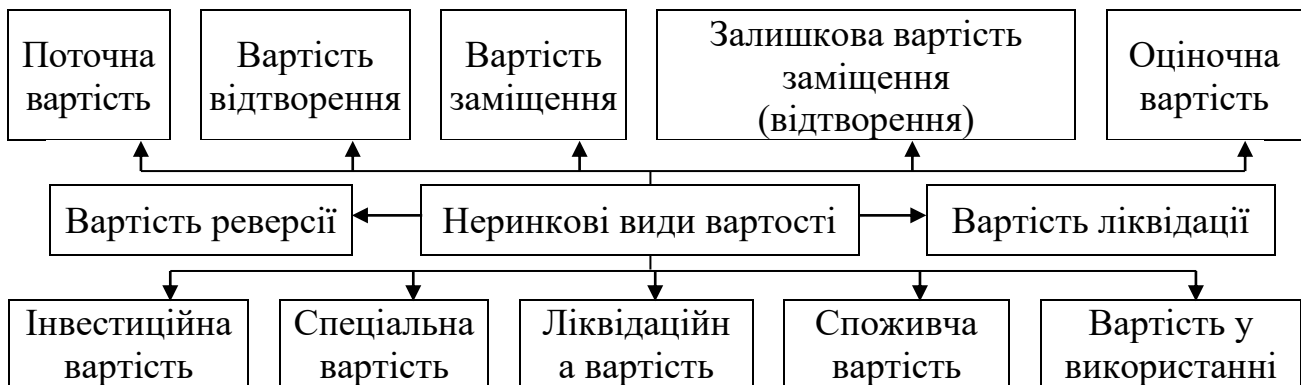 Поточна
вартість
Вартість
відтворення
Вартість
заміщення
Залишкова вартість
заміщення
(відтворення)
Оціночна
вартість
Вартість реверсії
Неринкові види вартості
Вартість ліквідації
Інвестиційна
вартість
Спеціальна
вартість
Ліквідаційн
а вартість
Споживча
вартість
Вартість у
використанні